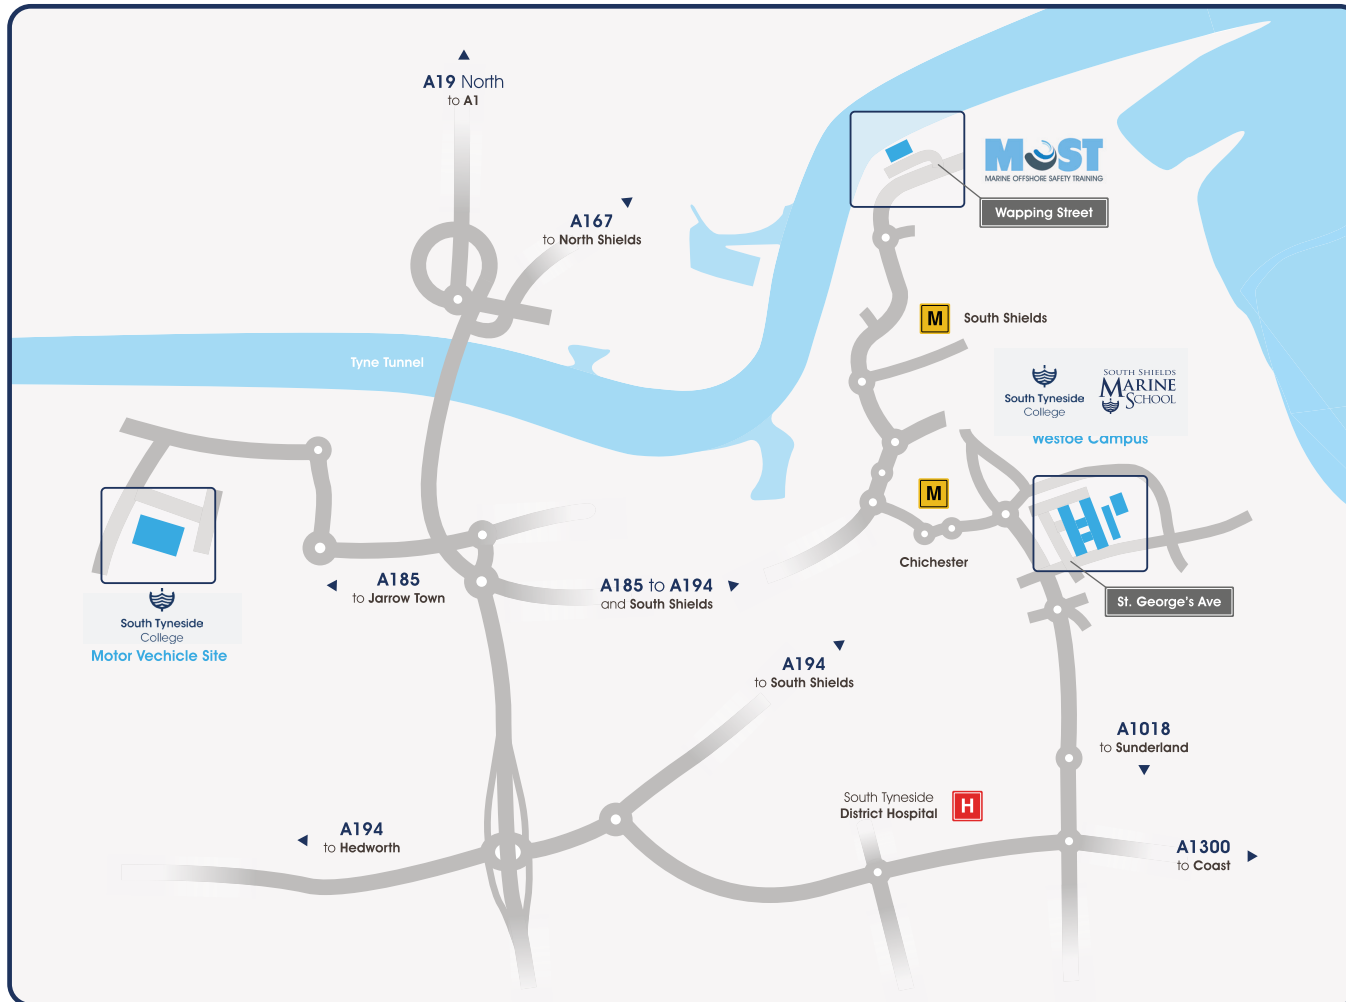 A19 North
to A1
A167
to North Shields
MOST
MARINE OFFSHORE SAFETY TRAINING
Wapping Street
M
South Shields
Tyne Tunnel
South Tyneside
College
SOUTH SHIELDS
MARINE
SCHOOL
Westoe Campus
M
Chichester
A185
to Jarrow Town
A185 to A194
and South Shields
St. George's Ave
South Tyneside
College
Motor Vechicle Site
A194
to South Shields
A1018
to Sunderland
South Tyneside
District Hospital
H
A194
to Hedworth
A1300
to Coast